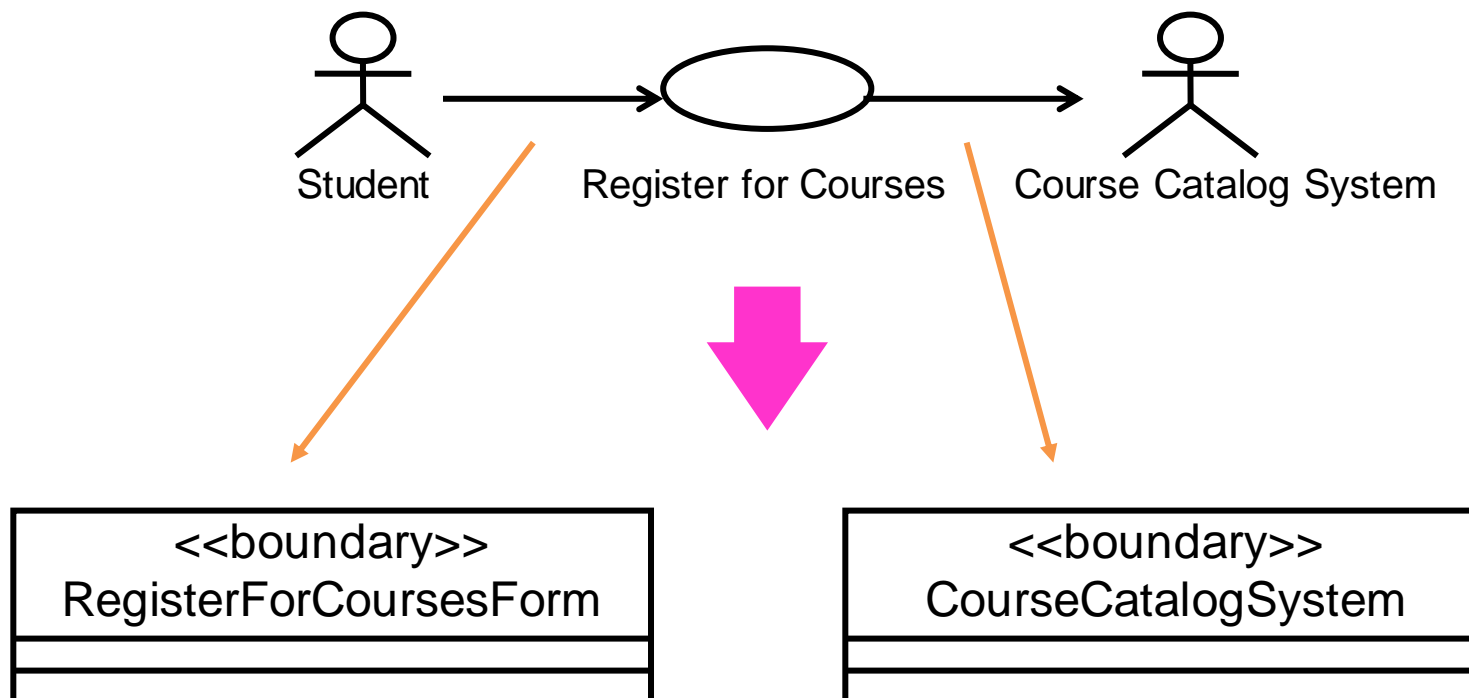 Student
Register for Courses
Course Catalog System
<<boundary>>
RegisterForCoursesForm
<<boundary>>
CourseCatalogSystem